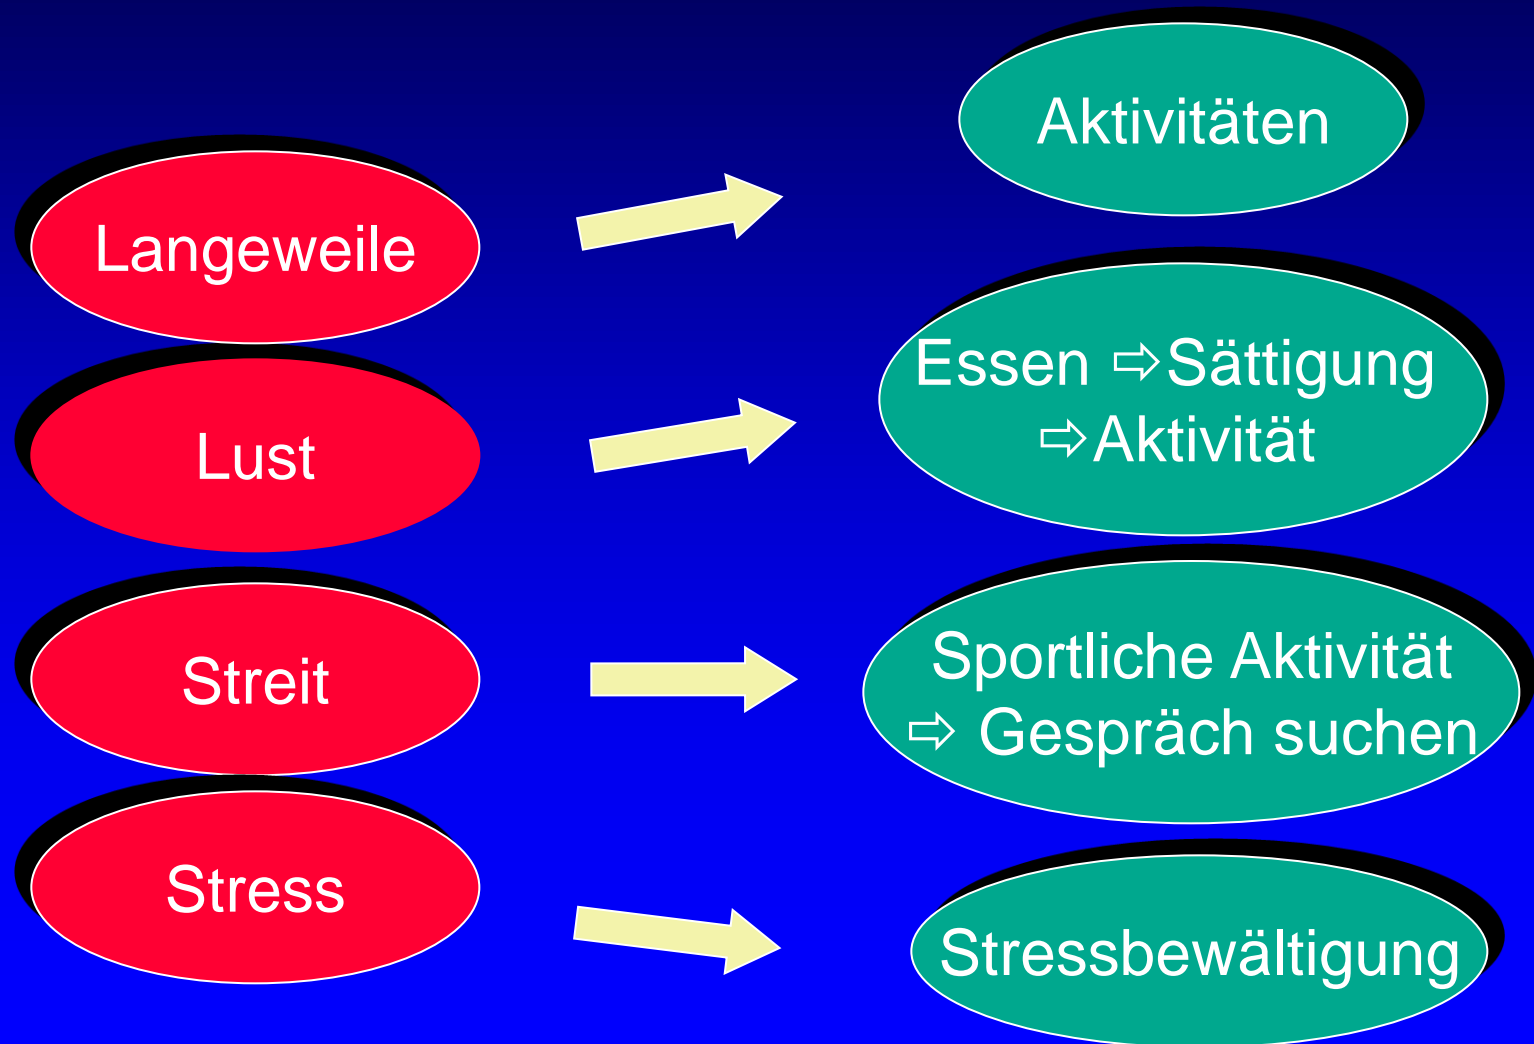 Langeweile
Aktivitäten
Lust
Essen ⇨Sättigung
⇨Aktivität
Streit
Sportliche Aktivität
⇨ Gespräch suchen
Stress
Stressbewältigung